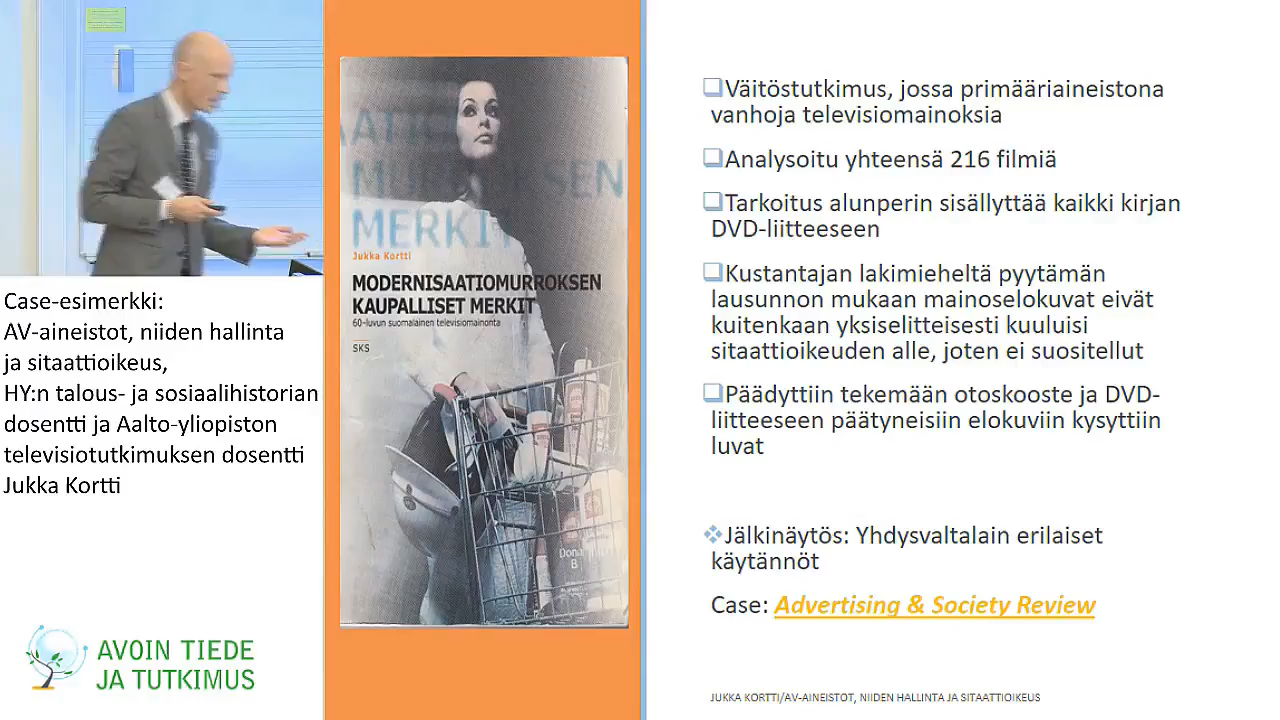 Case-esimerkki:
AV-aineistot, niiden hallinta
ja sitaattioikeus,
HY:n talous- ja sosiaalihistorian
dosentti ja Aalto-yliopiston
televisiotutkimuksen dosentti
Jukka Kortti
AVOIN TIEDE
JA TUTKIMUS
MERKIT
Jukka Kortti
MODERNISAATIOMURROKSEN
KAUPALLISET MERKIT
60-luvun suomalainen televisiomainonta
SKS
Väitöstutkimus, jossa primääriaineistona
vanhoja televisiomainoksia
Analysoitu yhteensä 216 filmiä
Tarkoitus alunperin sisällyttää kaikki kirjan
DVD-liitteeseen
Kustantajan lakimieheltä pyytämän
lausunnon mukaan mainoselokuvat eivät
kuitenkaan yksiselitteisesti kuuluisi
sitaattioikeuden alle, joten ei suositellut
Päädyttiin tekemään otoskooste ja DVD-
liitteeseen päätyneisiin elokuviin kysyttiin
luvat
Jälkinäytös: Yhdysvaltalain erilaiset
käytännöt
Case: Advertising & Society Review
JUKKA KORTTI/AV-AINEISTOT, NIIDEN HALLINTA JA SITAATTIOIKEUS